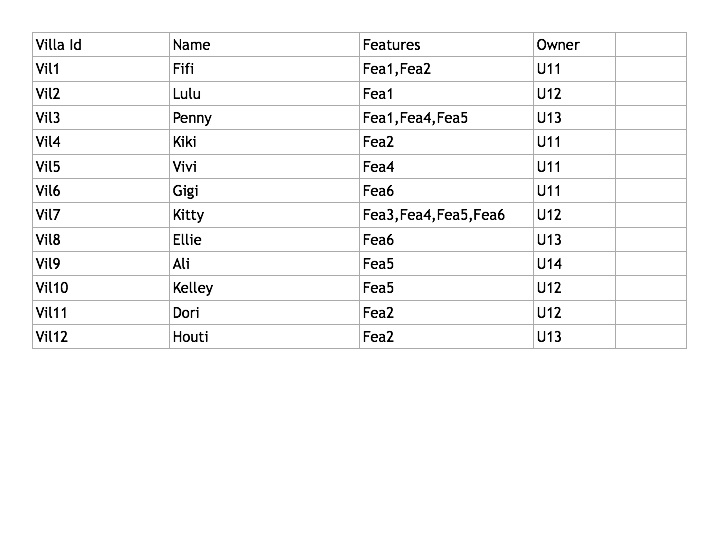 Villa Id Name Features Owner
Vil1 Fifi Fea1,Fea2 U11
Vil2 Lulu Fea1 U12
Vil3 Penny Fea1,Fea4,Fea5 U13
Vil4 Kiki Fea2 U11
Vil5 Vivi Fea4 U11
Vil6 Gigi Fea6 U11
Vil7 Kitty Fea3,Fea4,Fea5,Fea6 U12
Vil8 Ellie Fea6 U13
Vil9 Ali Fea5 U14
Vil10 Kelley Fea5 U12
Vil11 Dori Fea2 U12
Vil12 Houti Fea2 U13